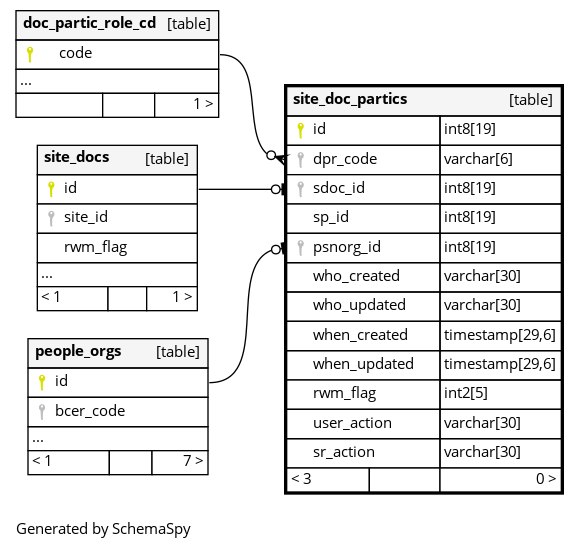 doc_partic_role_cd [table]
code
...
1 >
site_docs [table]
id
site_id
rwm_flag
...
< 1 1 >
people_orgs [table]
id
bcer_code
...
< 1 7 >
site_doc_partics [table]
id int8[19]
dpr_code varchar[6]
sdoc_id int8[19]
sp_id int8[19]
psnorg_id int8[19]
who_created varchar[30]
who_updated varchar[30]
when_created timestamp[29,6]
when_updated timestamp[29,6]
rwm_flag int2[5]
user_action varchar[30]
sr_action varchar[30]
< 3 0 >
Generated by SchemaSpy